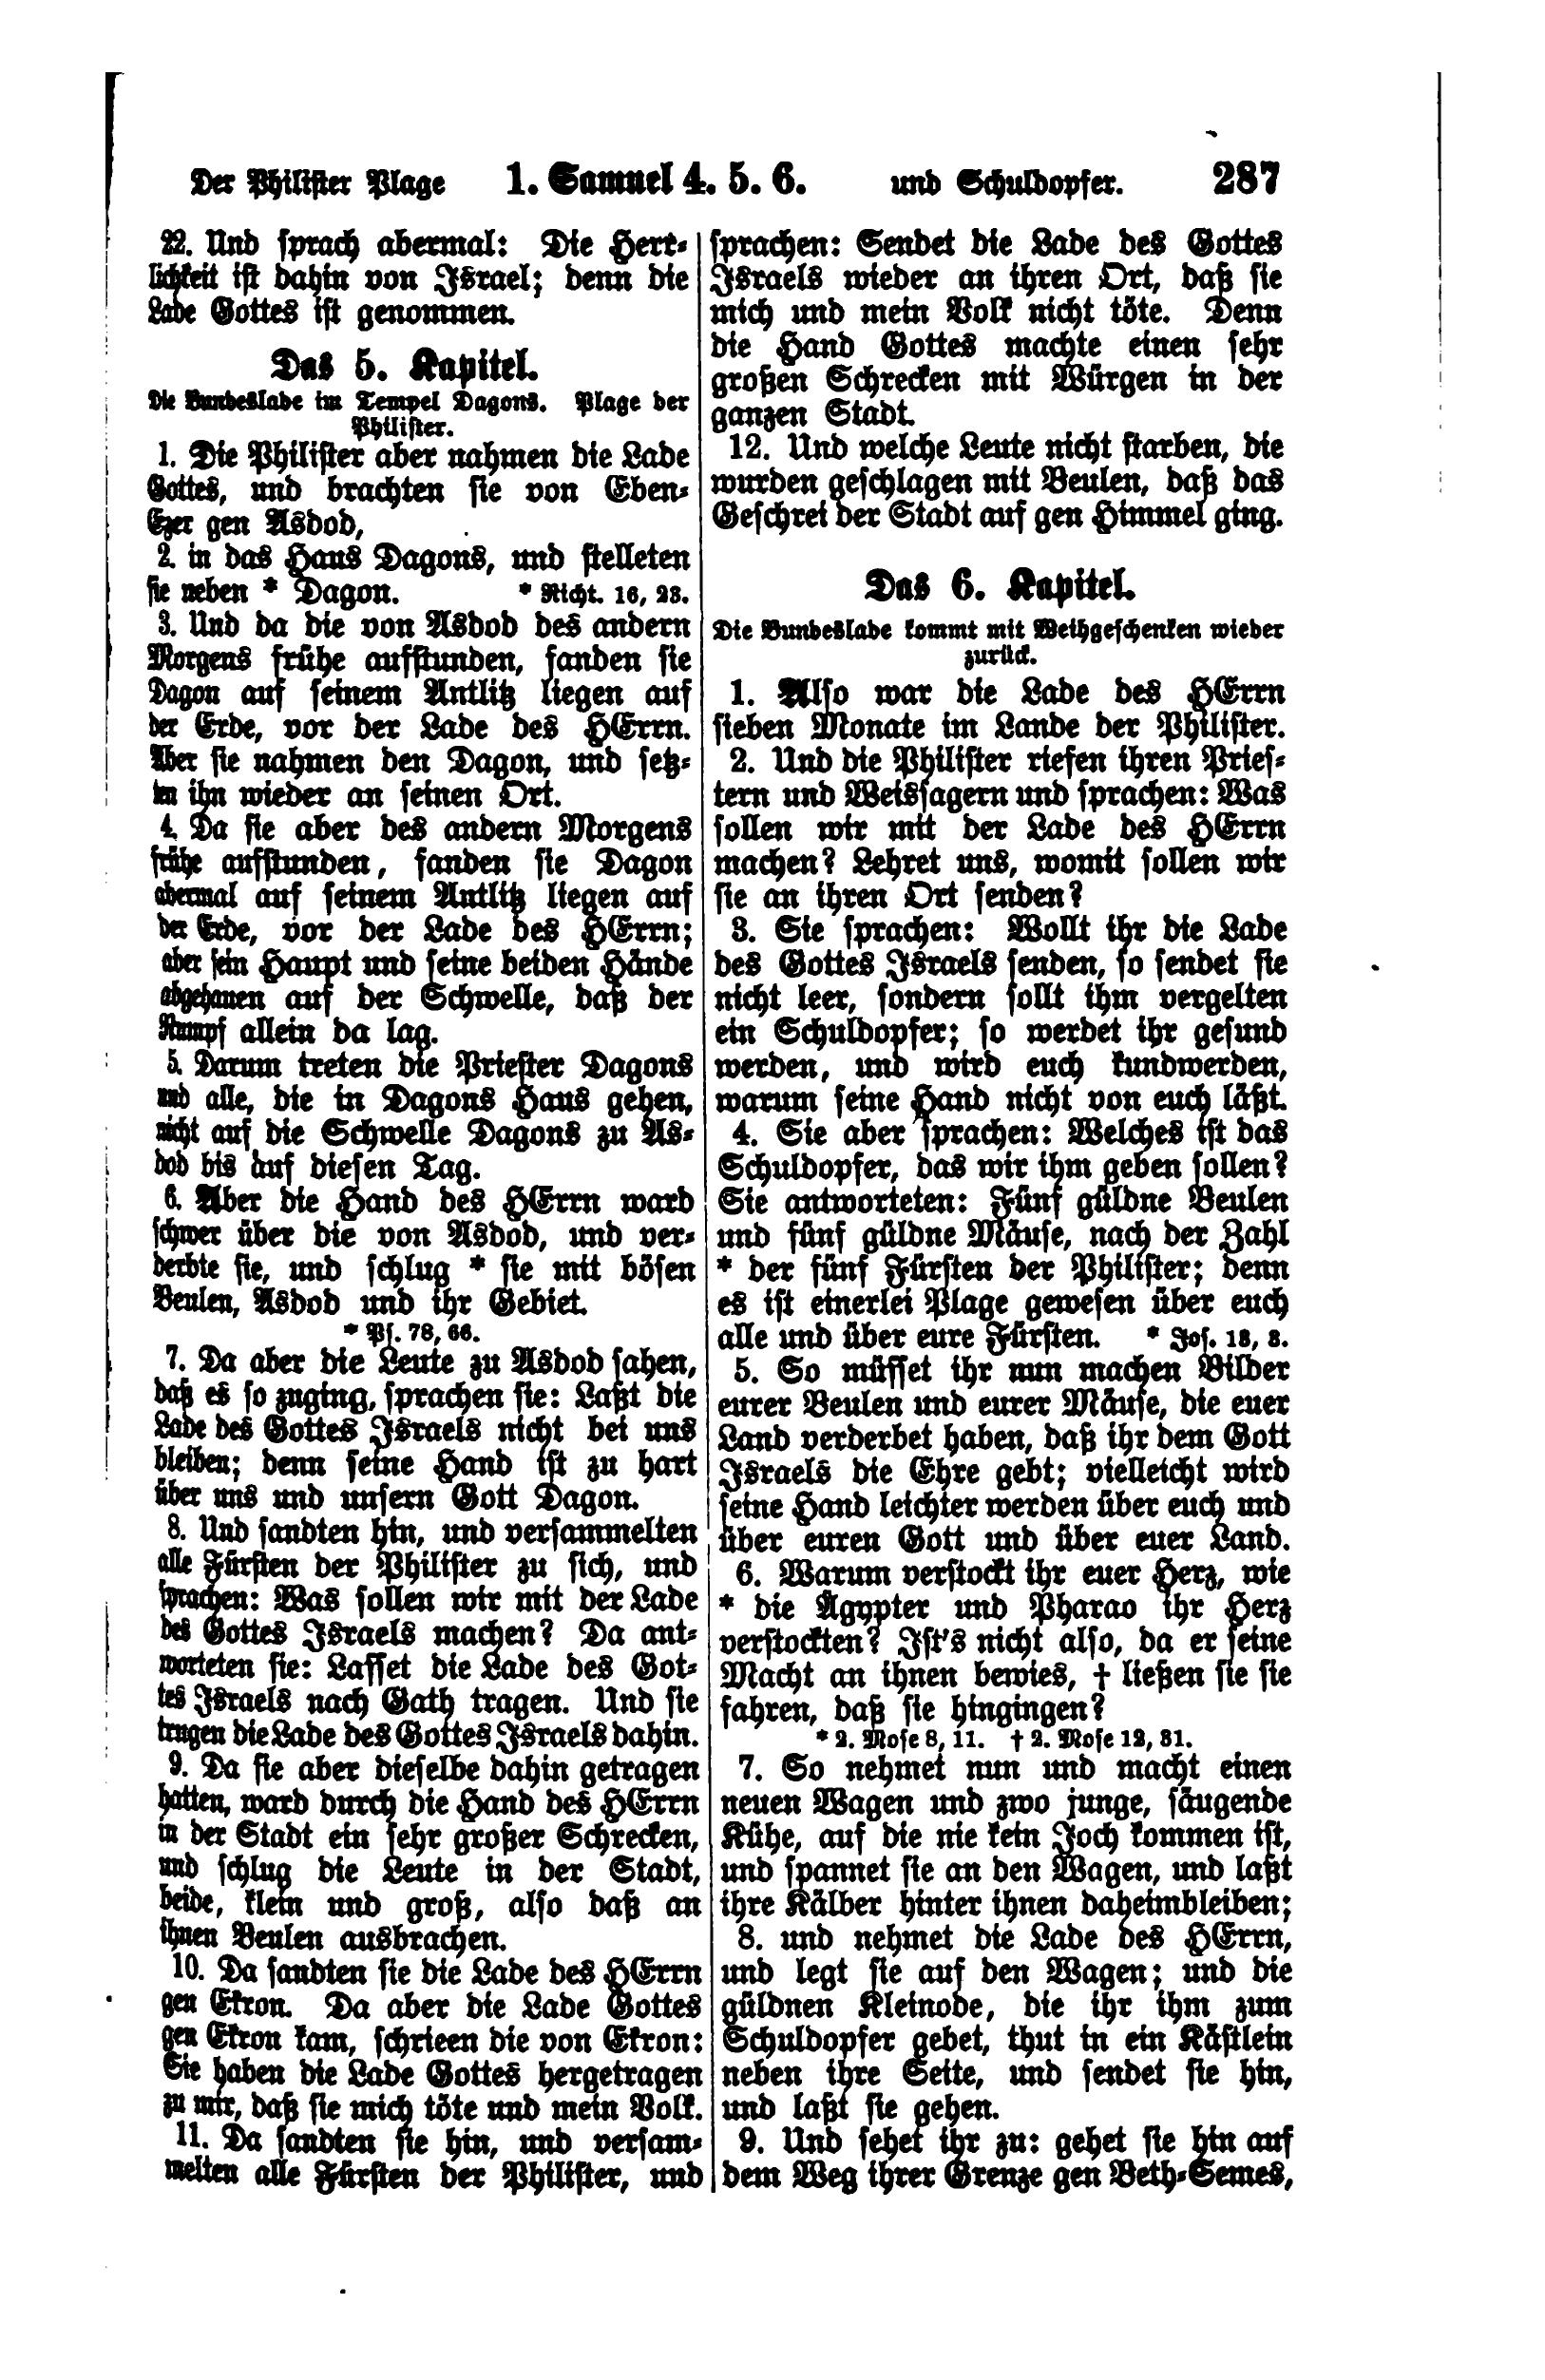 Der Philister Plage 1. Samuel 4. 5. 6. und Schuldopfer. 287
22. Und sprach abermal: Die Herr-
lichkeit ist dahin von Israel; denn die
Lade Gottes ist genommen.
Das 5. Kapitel.
Die Bundeslade im Tempel Dagons. Plage der
Philister.
1. Die Philister aber nahmen die Lade
Gottes, und brachten sie von Eben-
Ezer gen Asdod,
2. in das Haus Dagons, und stelleten
sie neben * Dagon. * Richt. 16, 23.
3. Und da die von Asdod des andern
Morgens frühe aufstunden, fanden sie
Dagon auf seinem Antlitz liegen auf
der Erde, vor der Lade des HErrn.
Aber sie nahmen den Dagon, und setz-
ten ihn wieder an seinen Ort.
4. Da sie aber des andern Morgens
frühe aufstunden, fanden sie Dagon
abermal auf seinem Antlitz liegen auf
der Erde, vor der Lade des HErrn;
aber sein Haupt und seine beiden Hände
abgehauen auf der Schwelle, daß der
Rumpf allein da lag.
5. Darum treten die Priester Dagons
und alle, die in Dagons Haus gehen,
nicht auf die Schwelle Dagons zu As-
dod bis auf diesen Tag.
6. Aber die Hand des HErrn ward
schwer über die von Asdod, und ver-
derbte sie, und schlug * sie mit bösen
Beulen, Asdod und ihr Gebiet.
* Ps. 78, 66.
7. Da aber die Leute zu Asdod sahen,
daß es so zuging, sprachen sie: Laßt die
Lade des Gottes Israels nicht bei uns
bleiben; denn seine Hand ist zu hart
über uns und unsern Gott Dagon.
8. Und sandten hin, und versammelten
alle Fürsten der Philister zu sich, und
sprachen: Was sollen wir mit der Lade
des Gottes Israels machen? Da ant-
worteten sie: Lasset die Lade des Got-
tes Israels nach Gath tragen. Und sie
trugen die Lade des Gottes Israels dahin.
9. Da sie aber dieselbe dahin getragen
hatten, ward durch die Hand des HErrn
in der Stadt ein sehr großer Schrecken,
und schlug die Leute in der Stadt,
beide, klein und groß, also daß an
ihnen Beulen ausbrachen.
10. Da sandten sie die Lade des HErrn
gen Ekron. Da aber die Lade Gottes
gen Ekron kam, schrieen die von Ekron:
Sie haben die Lade Gottes hergetragen
zu mir, daß sie mich töte und mein Volk.
11. Da sandten sie hin, und versam-
melten alle Fürsten der Philister, und
sprachen: Sendet die Lade des Gottes
Israels wieder an ihren Ort, daß sie
mich und mein Volk nicht töte. Denn
die Hand Gottes machte einen sehr
großen Schrecken mit Würgen in der
ganzen Stadt.
12. Und welche Leute nicht starben, die
wurden geschlagen mit Beulen, daß das
Geschrei der Stadt auf gen Himmel ging.
Das 6. Kapitel.
Die Bundeslade kommt mit Weihgeschenken wieder
zurück.
1. Also war die Lade des HErrn
sieben Monate im Lande der Philister.
2. Und die Philister riefen ihren Pries-
tern und Weissagern und sprachen: Was
sollen wir mit der Lade des HErrn
machen? Lehret uns, womit sollen wir
sie an ihren Ort senden?
3. Sie sprachen: Wollt ihr die Lade
des Gottes Israels senden, so sendet sie
nicht leer, sondern sollt ihm vergelten
ein Schuldopfer; so werdet ihr gesund
werden, und wird euch kundwerden,
warum seine Hand nicht von euch läßt.
4. Sie aber sprachen: Welches ist das
Schuldopfer, das wir ihm geben sollen?
Sie antworteten: Fünf güldne Beulen
und fünf güldne Mäuse, nach der Zahl
* der fünf Fürsten der Philister; denn
es ist einerlei Plage gewesen über euch
alle und über eure Fürsten. * Jos. 13, 3.
5. So müsset ihr nun machen Bilder
eurer Beulen und eurer Mäuse, die euer
Land verderbet haben, daß ihr dem Gott
Israels die Ehre gebt; vielleicht wird
seine Hand leichter werden über euch und
über euren Gott und über euer Land.
6. Warum verstockt ihr euer Herz, wie
* die Ägypter und Pharao ihr Herz
verstockten? Ist's nicht also, da er seine
Macht an ihnen bewies, † ließen sie sie
fahren, daß sie hingingen?
* 2. Mose 8, 11. † 2. Mose 12, 31.
7. So nehmet nun und macht einen
neuen Wagen und zwo junge, säugende
Kühe, auf die nie kein Joch kommen ist,
und spannet sie an den Wagen, und laßt
ihre Kälber hinter ihnen daheimbleiben;
8. und nehmet die Lade des HErrn,
und legt sie auf den Wagen; und die
güldnen Kleinode, die ihr ihm zum
Schuldopfer gebet, thut in ein Kästlein
neben ihre Seite, und sendet sie hin,
und laßt sie gehen.
9. Und sehet ihr zu: gehet sie hin auf
dem Weg ihrer Grenze gen Beth-Semes,